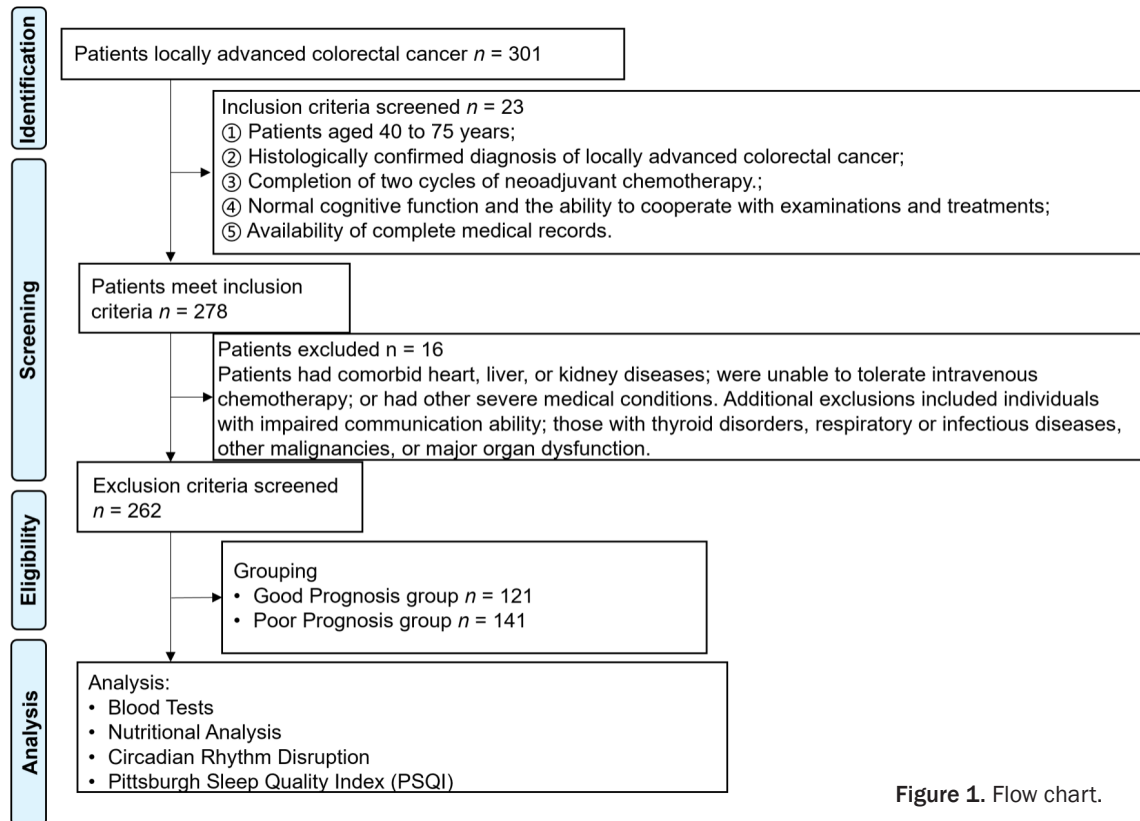 Identification
Patients locally advanced colorectal cancer n = 301
Inclusion criteria screened n = 23
① Patients aged 40 to 75 years;
② Histologically confirmed diagnosis of locally advanced colorectal cancer;
③ Completion of two cycles of neoadjuvant chemotherapy.;
④ Normal cognitive function and the ability to cooperate with examinations and treatments;
⑤ Availability of complete medical records.
Screening
Patients meet inclusion
criteria n = 278
Patients excluded n = 16
Patients had comorbid heart, liver, or kidney diseases; were unable to tolerate intravenous
chemotherapy; or had other severe medical conditions. Additional exclusions included individuals
with impaired communication ability; those with thyroid disorders, respiratory or infectious diseases,
other malignancies, or major organ dysfunction.
Exclusion criteria screened
n = 262
Eligibility
Grouping
• Good Prognosis group n = 121
• Poor Prognosis group n = 141
Analysis
Analysis:
• Blood Tests
• Nutritional Analysis
• Circadian Rhythm Disruption
• Pittsburgh Sleep Quality Index (PSQI)
Figure 1. Flow chart.